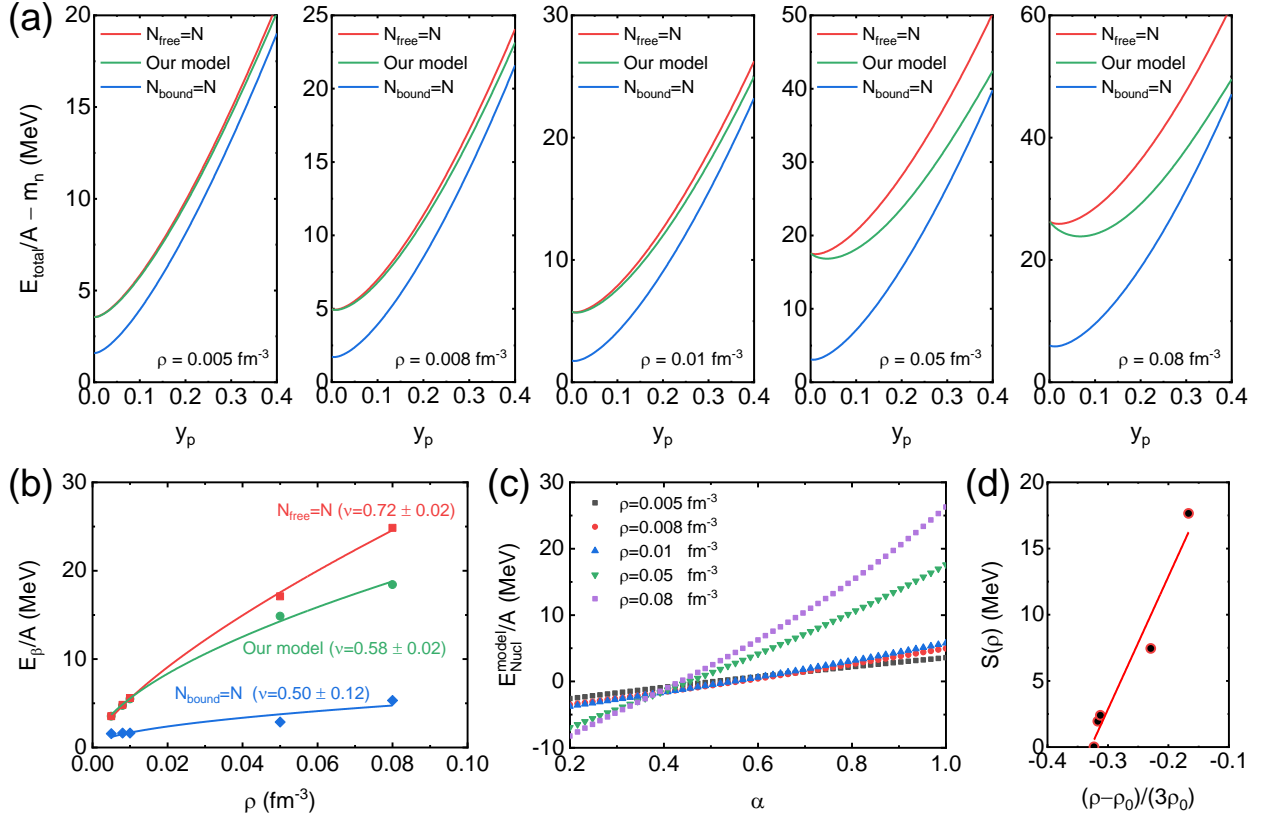 (a)
E_total/A − m_n (MeV)
20
15
10
5
0
0.0 0.1 0.2 0.3 0.4
y_p
N_free=N
Our model
N_bound=N
ρ = 0.005 fm⁻³
25
20
15
10
5
0
0.0 0.1 0.2 0.3 0.4
y_p
N_free=N
Our model
N_bound=N
ρ = 0.008 fm⁻³
30
20
10
0
0.0 0.1 0.2 0.3 0.4
y_p
N_free=N
Our model
N_bound=N
ρ = 0.01 fm⁻³
50
40
30
20
10
0
0.0 0.1 0.2 0.3 0.4
y_p
N_free=N
Our model
N_bound=N
ρ = 0.05 fm⁻³
60
40
20
0
0.0 0.1 0.2 0.3 0.4
y_p
N_free=N
Our model
N_bound=N
ρ = 0.08 fm⁻³
(b)
E_β/A (MeV)
30
20
10
0
0.00 0.02 0.04 0.06 0.08 0.10
ρ (fm⁻³)
N_free=N (ν=0.72 ± 0.02)
Our model (ν=0.58 ± 0.02)
N_bound=N (ν=0.50 ± 0.12)
(c)
E^model_Nucl/A (MeV)
30
20
10
0
-10
0.2 0.4 0.6 0.8 1.0
α
ρ=0.005 fm⁻³
ρ=0.008 fm⁻³
ρ=0.01 fm⁻³
ρ=0.05 fm⁻³
ρ=0.08 fm⁻³
(d)
S(ρ) (MeV)
20
15
10
5
0
-0.4 -0.3 -0.2 -0.1
(ρ−ρ₀)/(3ρ₀)